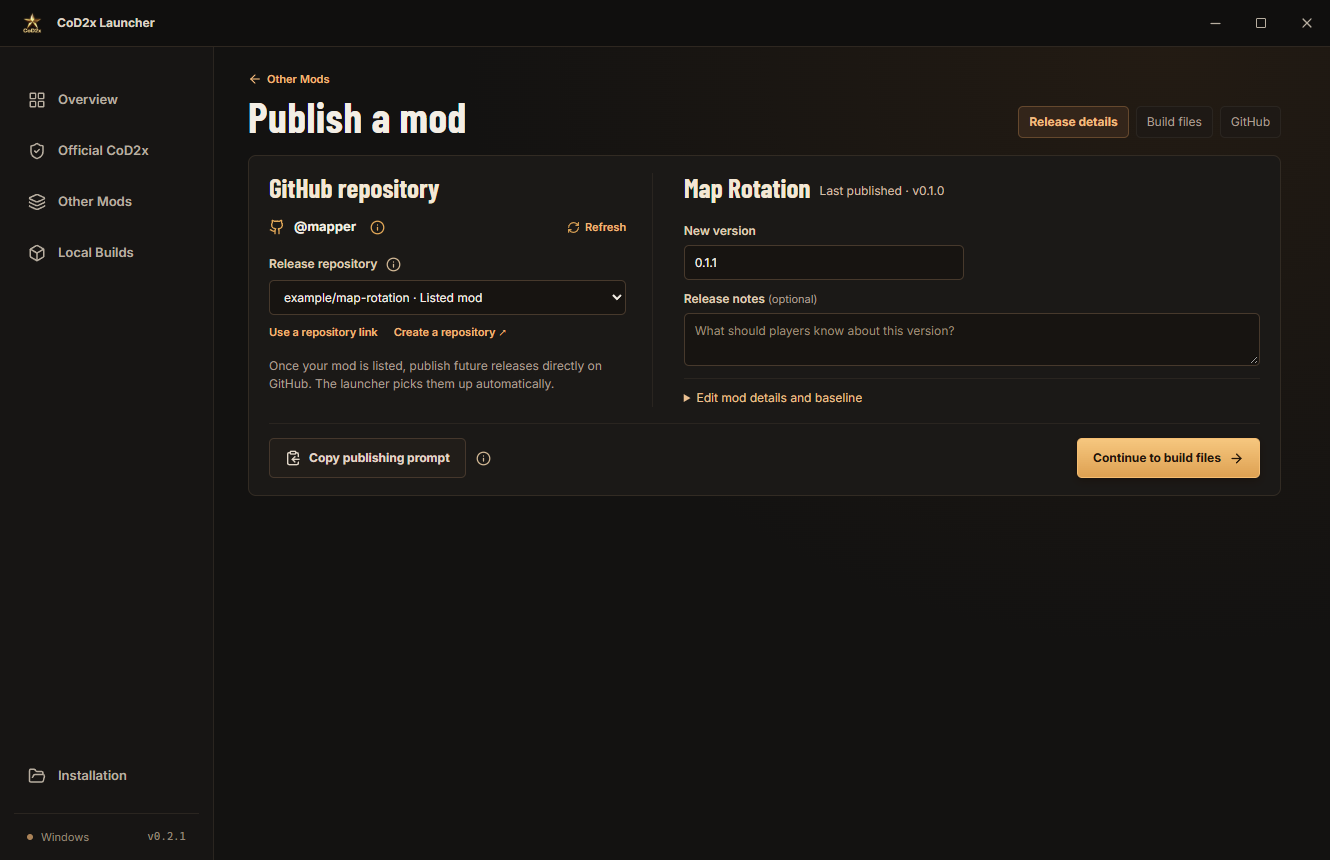 CoD2x
CoD2x Launcher
Overview
Official CoD2x
Other Mods
Local Builds
Installation
Windows
v0.2.1
Other Mods
Publish a mod
Release details
Build files
GitHub
GitHub repository
@mapper
Refresh
Release repository
example/map-rotation · Listed mod
Use a repository link
Create a repository ↗
Once your mod is listed, publish future releases directly on
GitHub. The launcher picks them up automatically.
Map Rotation Last published · v0.1.0
New version
0.1.1
Release notes (optional)
What should players know about this version?
Edit mod details and baseline
Copy publishing prompt
Continue to build files